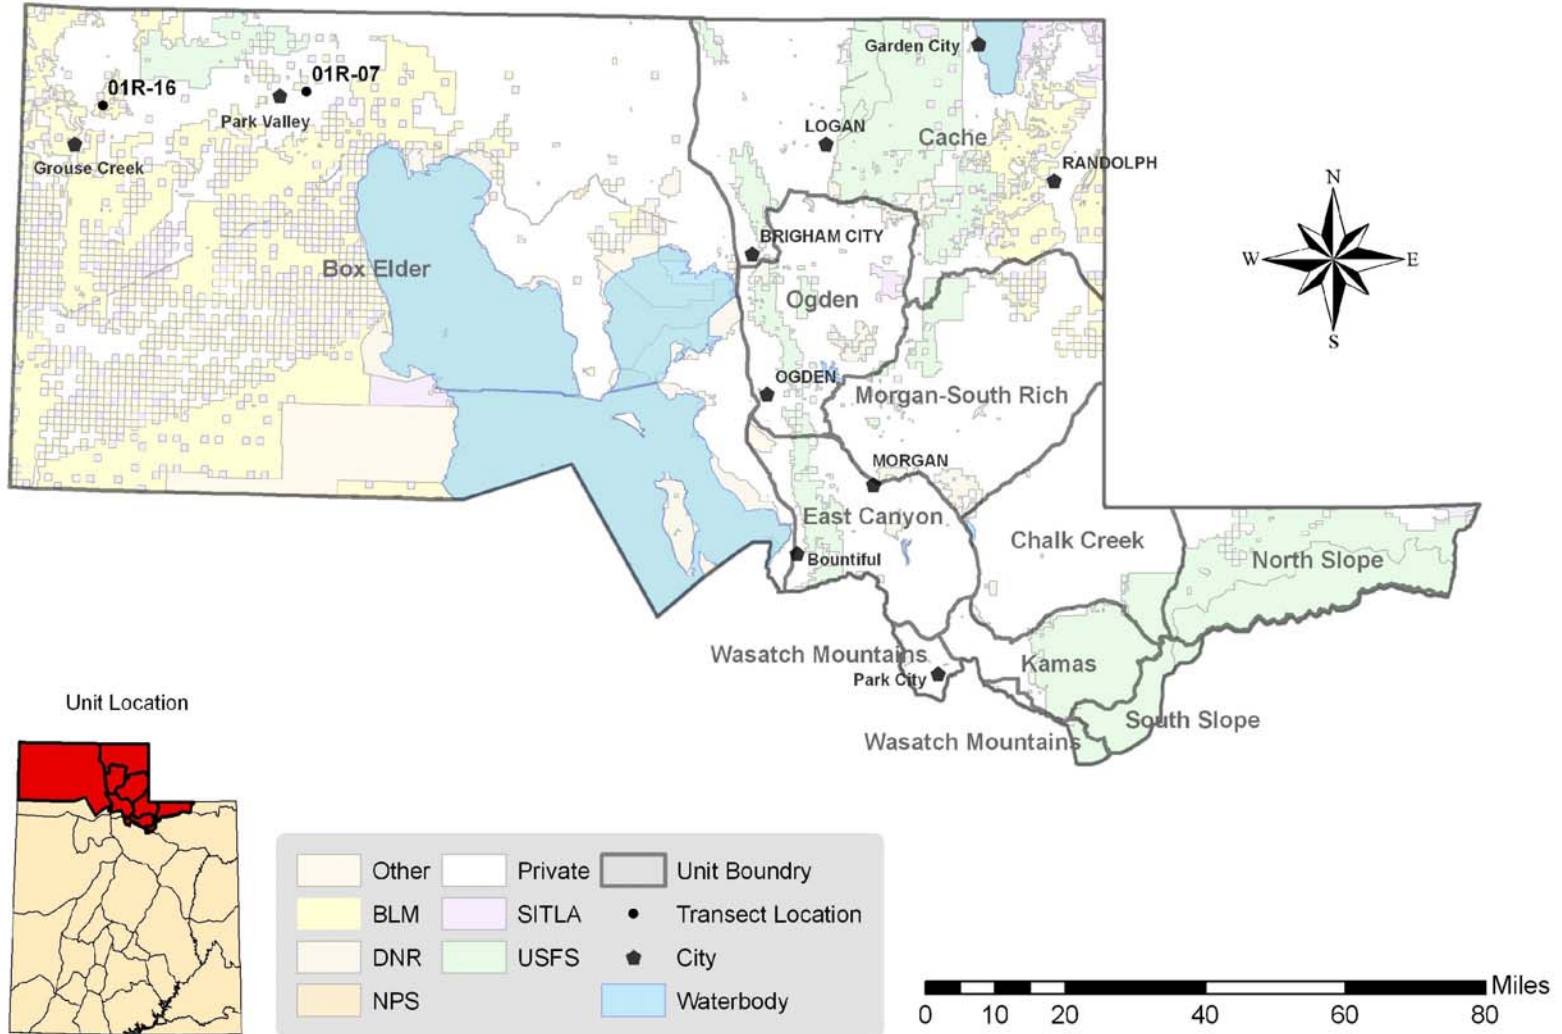 Garden City
01R-07
01R-16
Park Valley
LOGAN
Cache
RANDOLPH
Grouse Creek
N
W
E
S
BRIGHAM CITY
Box Elder
Ogden
OGDEN
Morgan-South Rich
MORGAN
East Canyon
Chalk Creek
North Slope
Bountiful
Wasatch Mountains
Park City
Kamas
South Slope
Wasatch Mountains
Unit Location
Other
Private
Unit Boundry
BLM
SITLA
Transect Location
DNR
USFS
City
NPS
Waterbody
Miles
0 10 20 40 60 80